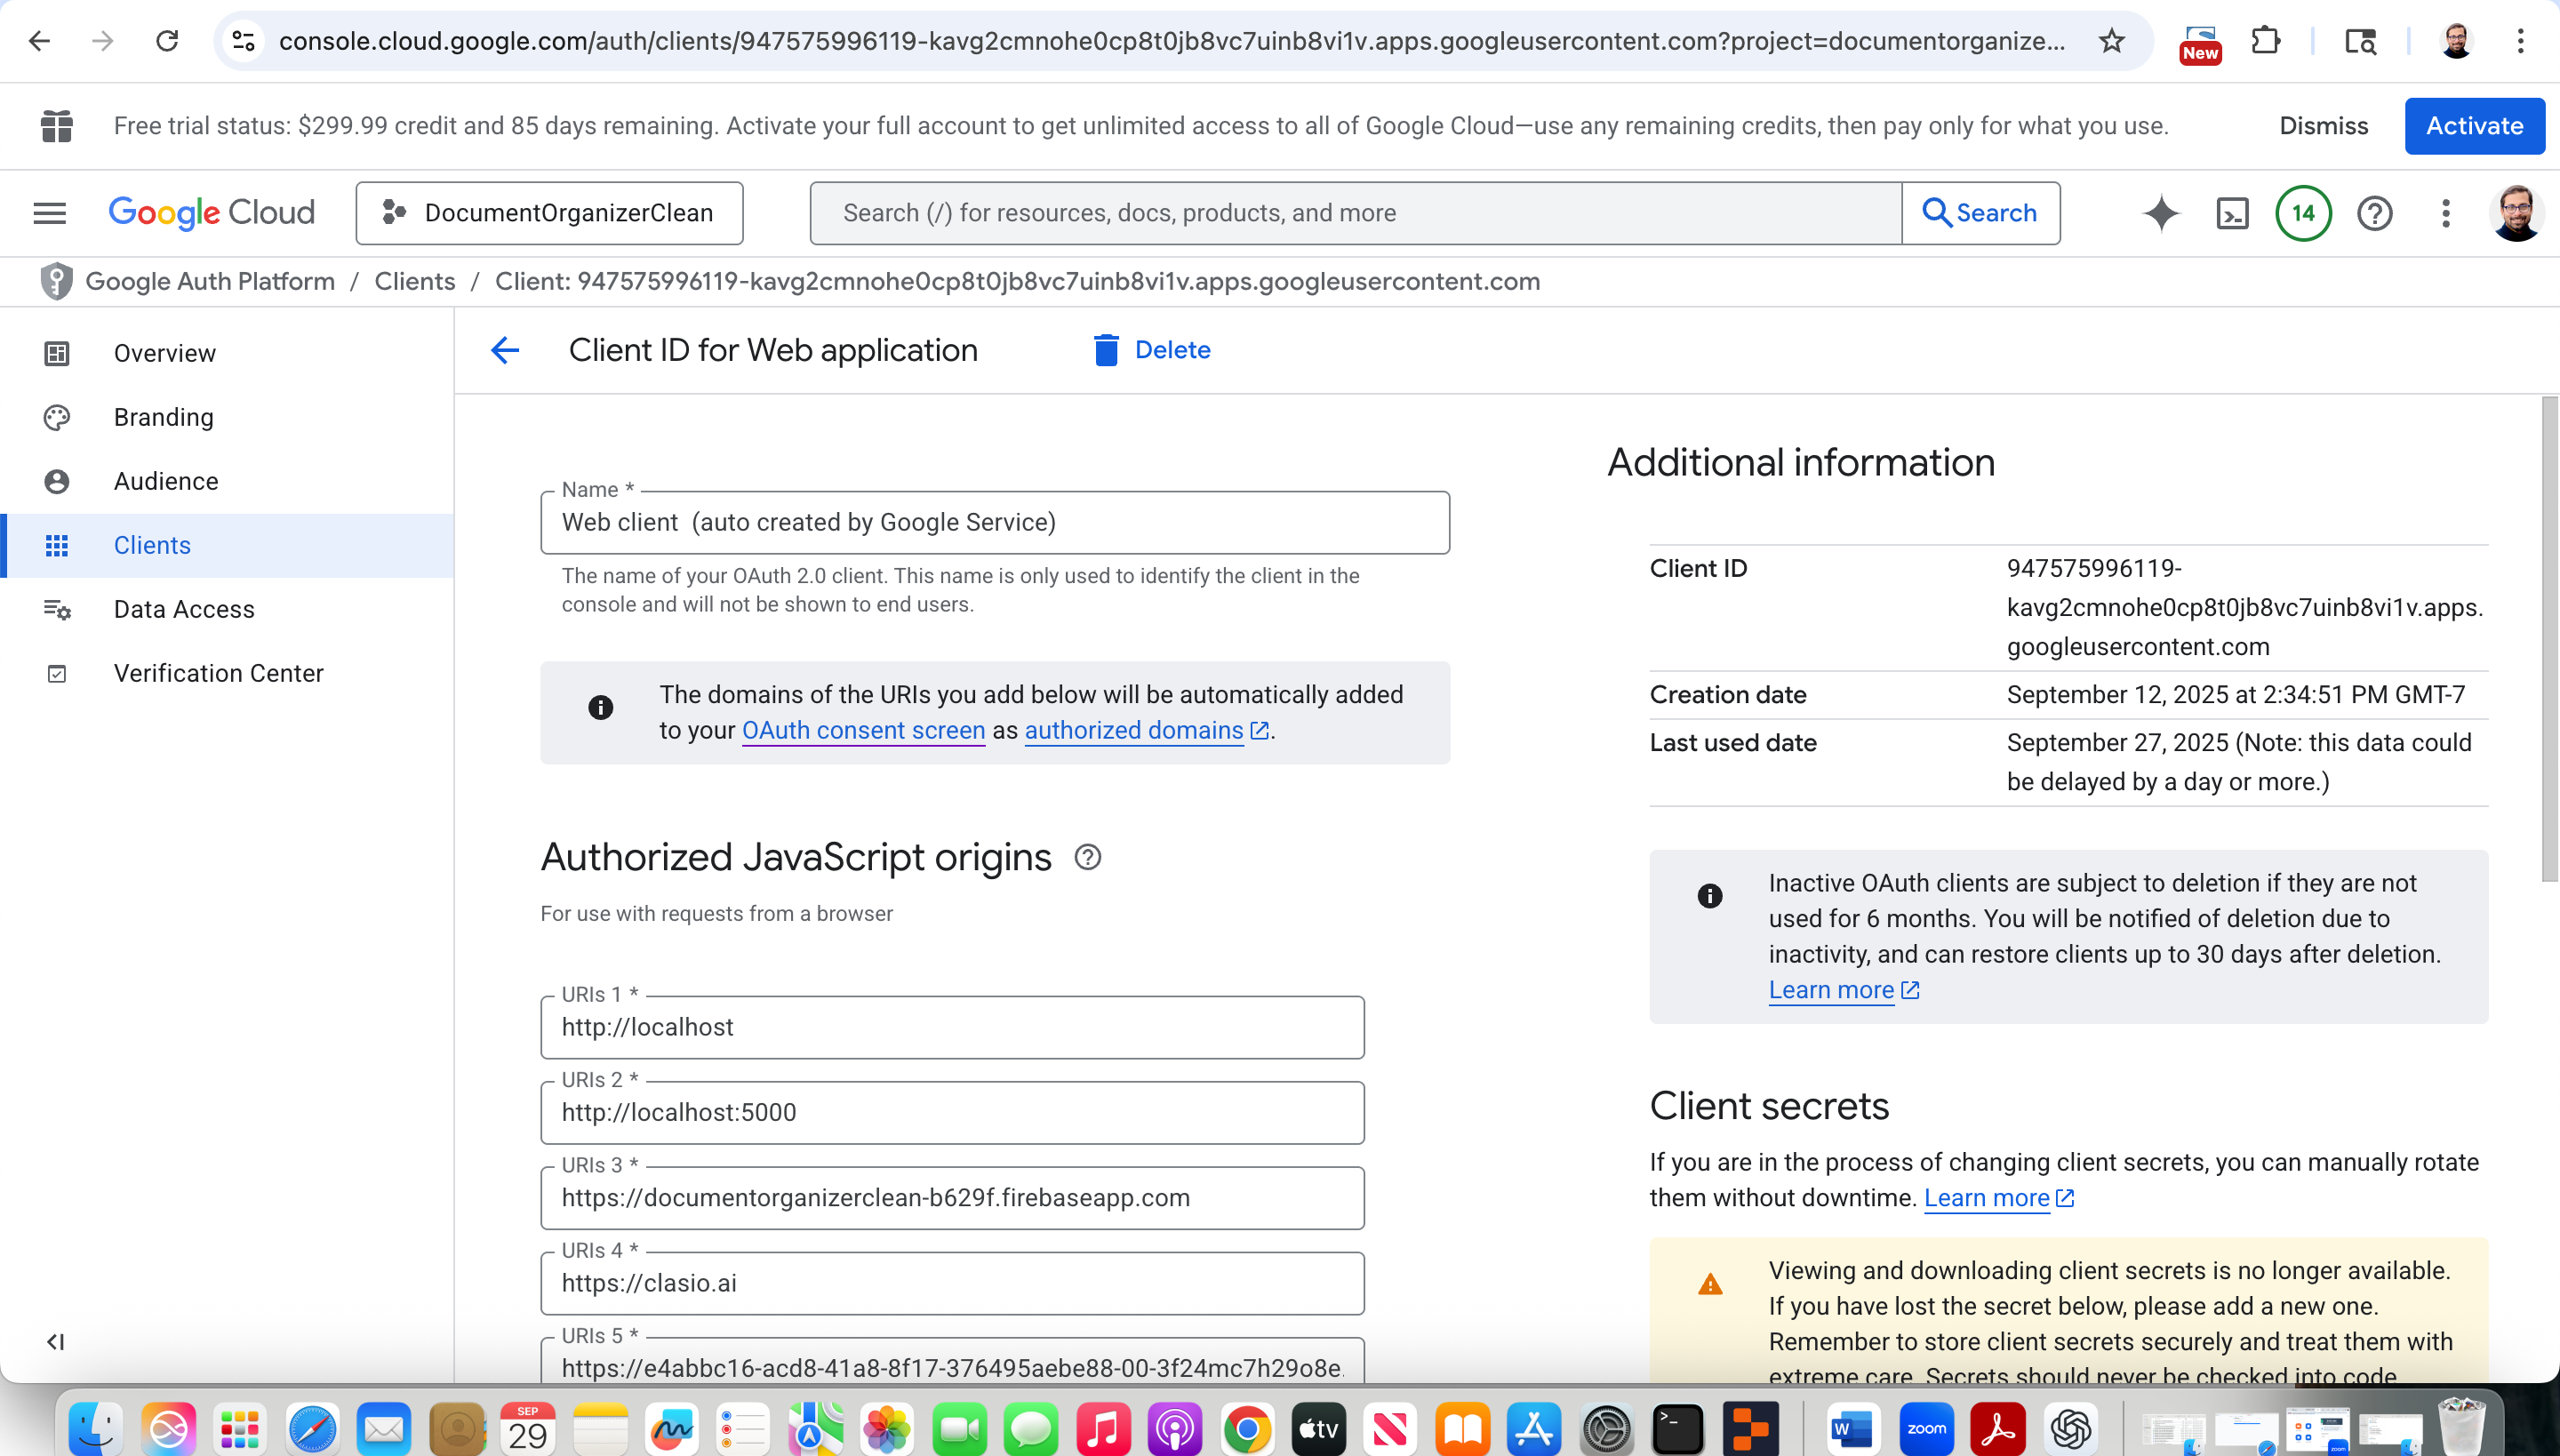 console.cloud.google.com/auth/clients/947575996119-kavg2cmnohe0cp8t0jb8vc7uinb8vi1v.apps.googleusercontent.com?project=documentorganize...
New
Free trial status: $299.99 credit and 85 days remaining. Activate your full account to get unlimited access to all of Google Cloud—use any remaining credits, then pay only for what you use.
Dismiss
Activate
Google Cloud
DocumentOrganizerClean
Search (/) for resources, docs, products, and more
Search
14
Google Auth Platform / Clients / Client: 947575996119-kavg2cmnohe0cp8t0jb8vc7uinb8vi1v.apps.googleusercontent.com
Overview
Branding
Audience
Clients
Data Access
Verification Center
Client ID for Web application
Delete
Name *
Web client (auto created by Google Service)
The name of your OAuth 2.0 client. This name is only used to identify the client in the
console and will not be shown to end users.
The domains of the URIs you add below will be automatically added
to your OAuth consent screen as authorized domains.
Authorized JavaScript origins
For use with requests from a browser
URIs 1 *
http://localhost
URIs 2 *
http://localhost:5000
URIs 3 *
https://documentorganizerclean-b629f.firebaseapp.com
URIs 4 *
https://clasio.ai
URIs 5 *
https://e4abbc16-acd8-41a8-8f17-376495aebe88-00-3f24mc7h29o8e.
Additional information
Client ID
947575996119-
kavg2cmnohe0cp8t0jb8vc7uinb8vi1v.apps.
googleusercontent.com
Creation date
September 12, 2025 at 2:34:51 PM GMT-7
Last used date
September 27, 2025 (Note: this data could
be delayed by a day or more.)
Inactive OAuth clients are subject to deletion if they are not
used for 6 months. You will be notified of deletion due to
inactivity, and can restore clients up to 30 days after deletion.
Learn more
Client secrets
If you are in the process of changing client secrets, you can manually rotate
them without downtime. Learn more
Viewing and downloading client secrets is no longer available.
If you have lost the secret below, please add a new one.
Remember to store client secrets securely and treat them with
extreme care. Secrets should never be checked into code
SEP
29
tv
W
zoom